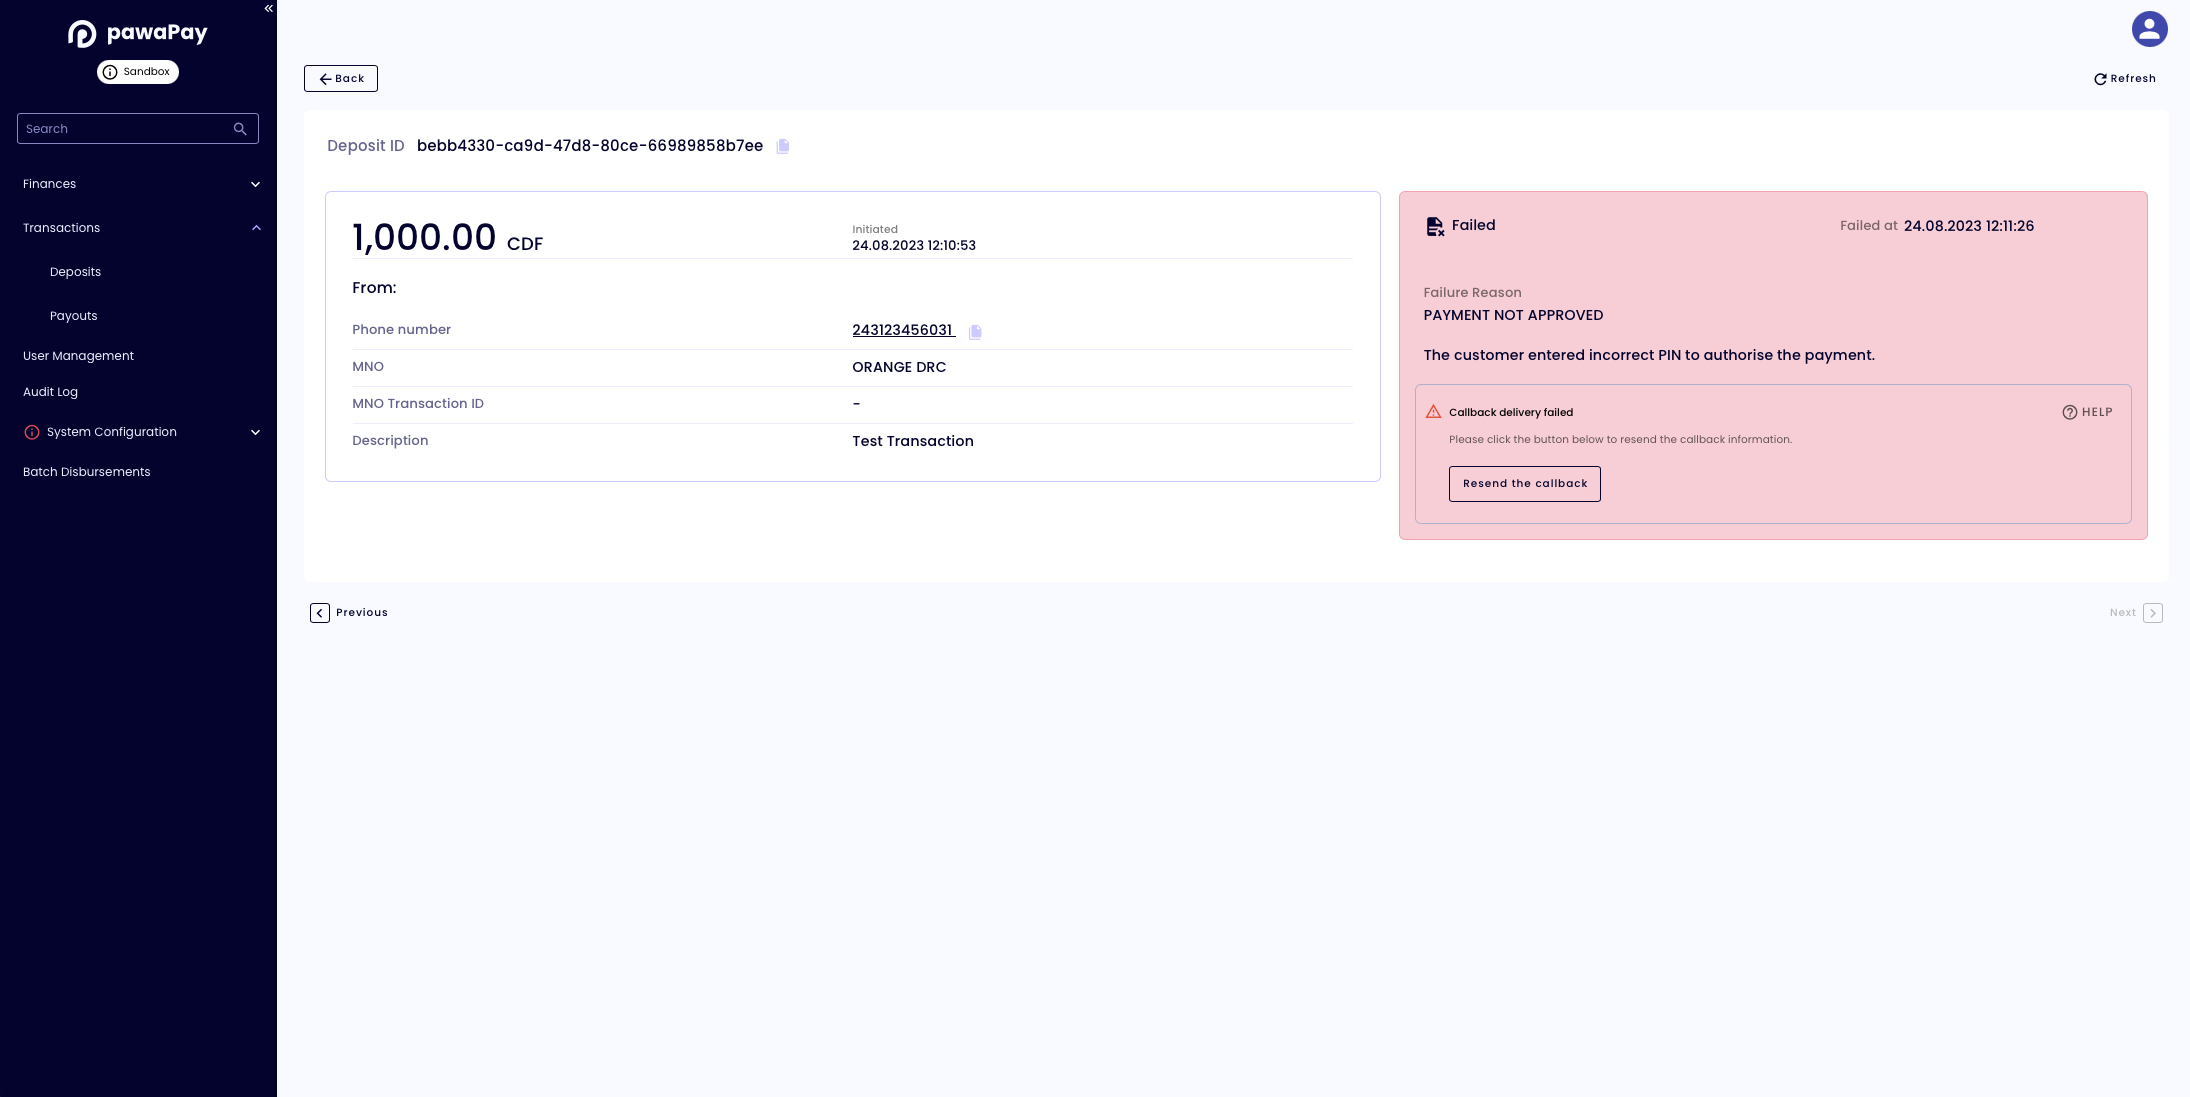 pawaPay
Sandbox
Search
Finances
Transactions
Deposits
Payouts
User Management
Audit Log
System Configuration
Batch Disbursements
Back
Refresh
Deposit ID bebb4330-ca9d-47d8-80ce-66989858b7ee
1,000.00 CDF
Initiated
24.08.2023 12:10:53
From:
Phone number 243123456031
MNO ORANGE DRC
MNO Transaction ID -
Description Test Transaction
Failed
Failed at 24.08.2023 12:11:26
Failure Reason
PAYMENT NOT APPROVED
The customer entered incorrect PIN to authorise the payment.
Callback delivery failed
HELP
Please click the button below to resend the callback information.
Resend the callback
Previous
Next